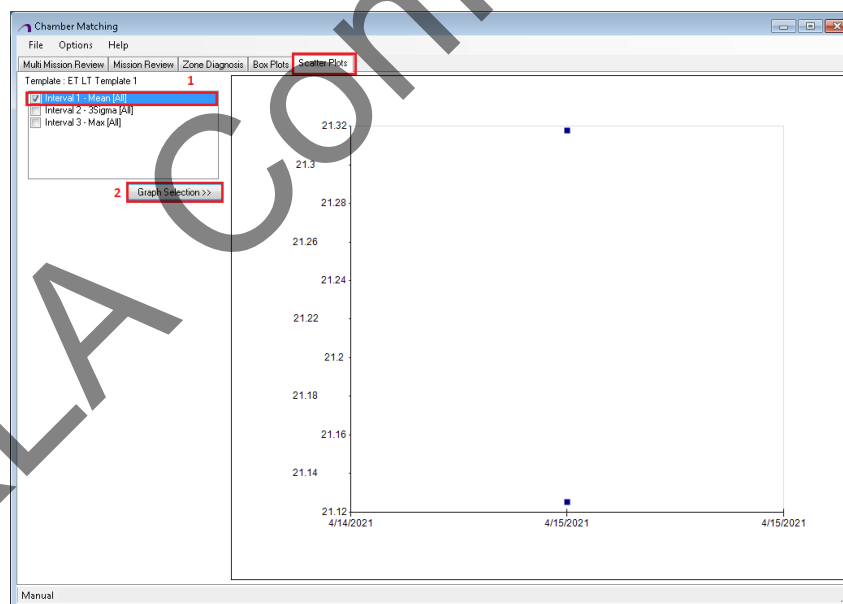 Chamber Matching
File Options Help
Multi Mission Review Mission Review Zone Diagnosis Box Plots Scatter Plots
Template : ET LT Template 1
1
Interval 1 - Mean [All]
Interval 2 - 3Sigma [All]
Interval 3 - Max [All]
2 Graph Selection >>
21.32
21.3
21.28
21.26
21.24
21.22
21.2
21.18
21.16
21.14
21.12
4/14/2021 4/15/2021 4/15/2021
Manual
LA Com